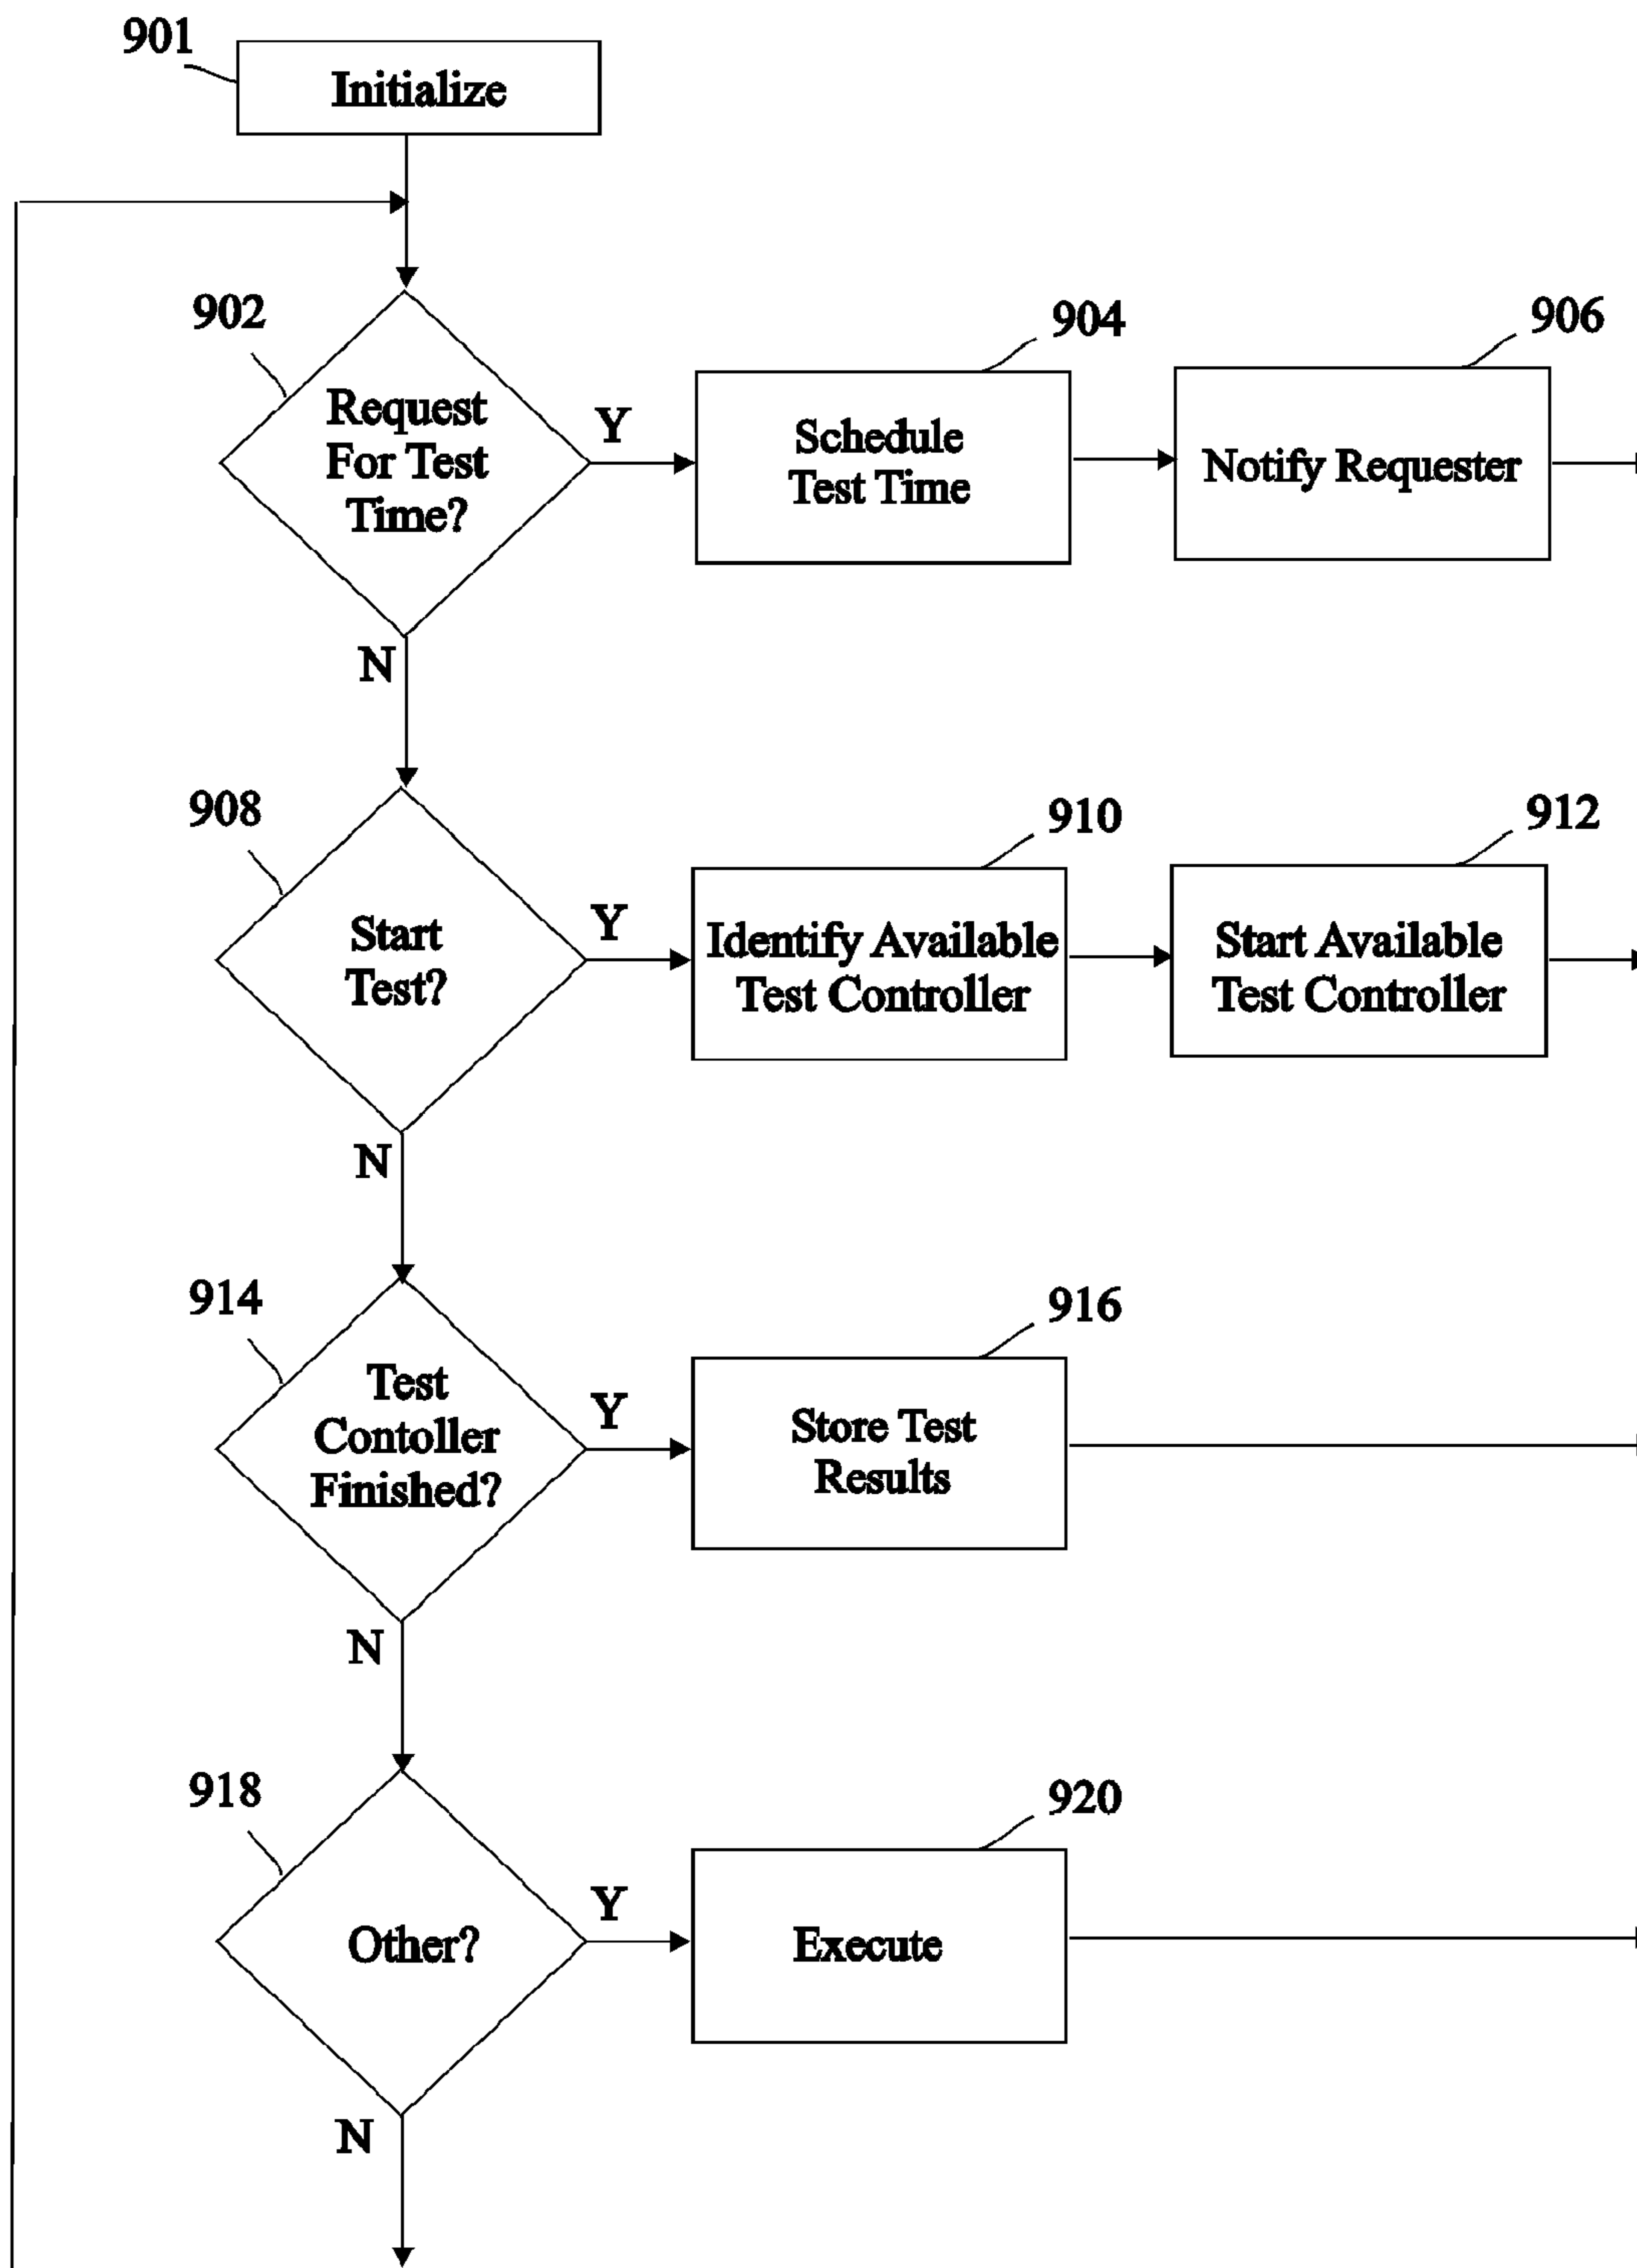 901
Initialize
902
Request
For Test
Time?
Y
904
Schedule
Test Time
906
Notify Requester
N
908
Start
Test?
Y
910
Identify Available
Test Controller
912
Start Available
Test Controller
N
914
Test
Contoller
Finished?
Y
916
Store Test
Results
N
918
Other?
Y
920
Execute
N